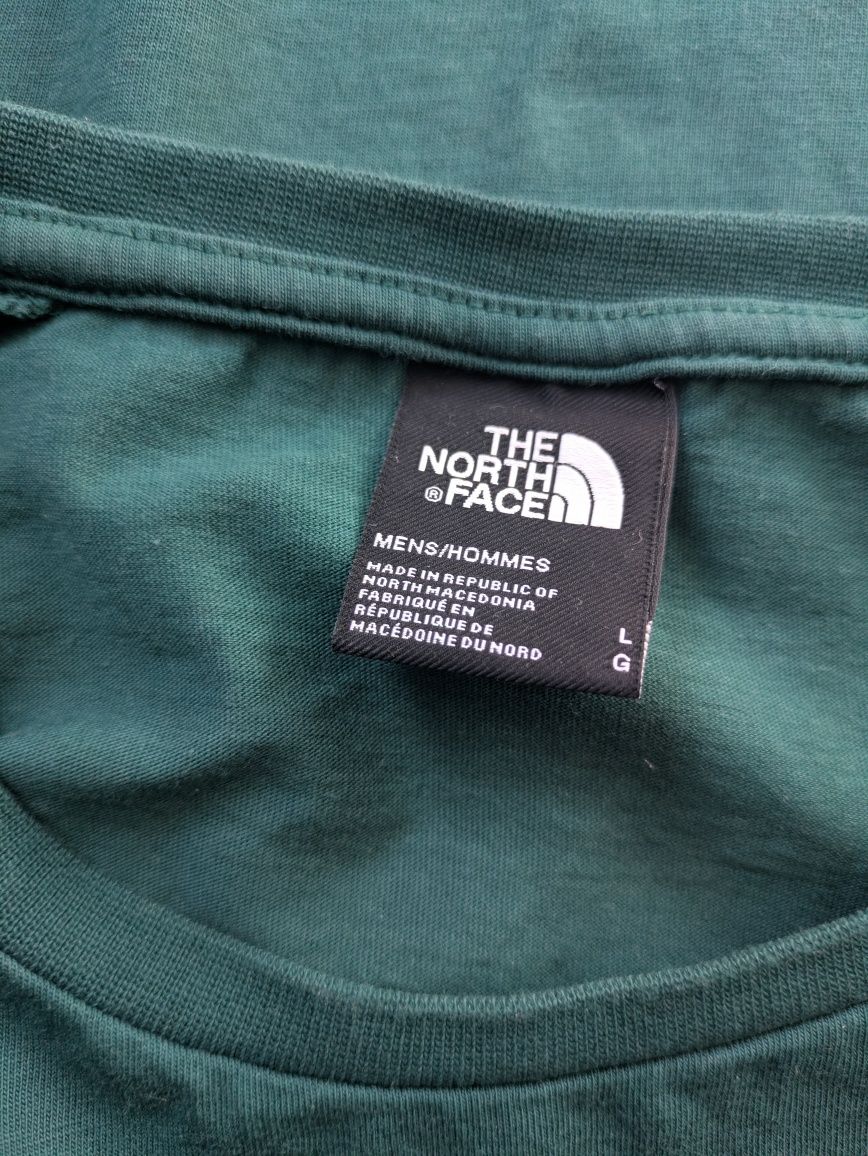 THE
NORTH
® FACE
MENS/HOMMES
MADE IN REPUBLIC OF
NORTH MACEDONIA
FABRIQUÉ EN
RÉPUBLIQUE DE
MACÉDOINE DU NORD
L
G